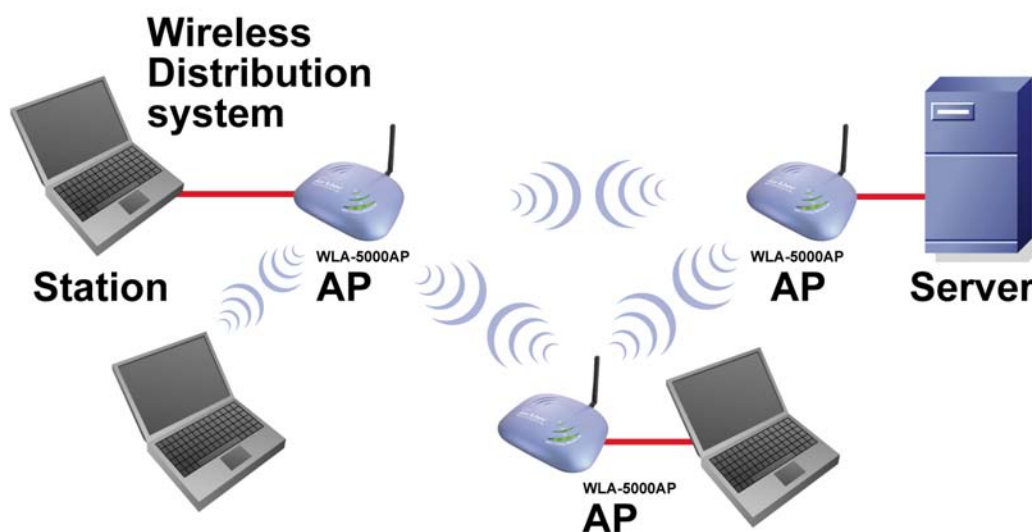 Wireless
Distribution
system
WLA-5000AP
AP
WLA-5000AP
AP
Station
Server
WLA-5000AP
AP